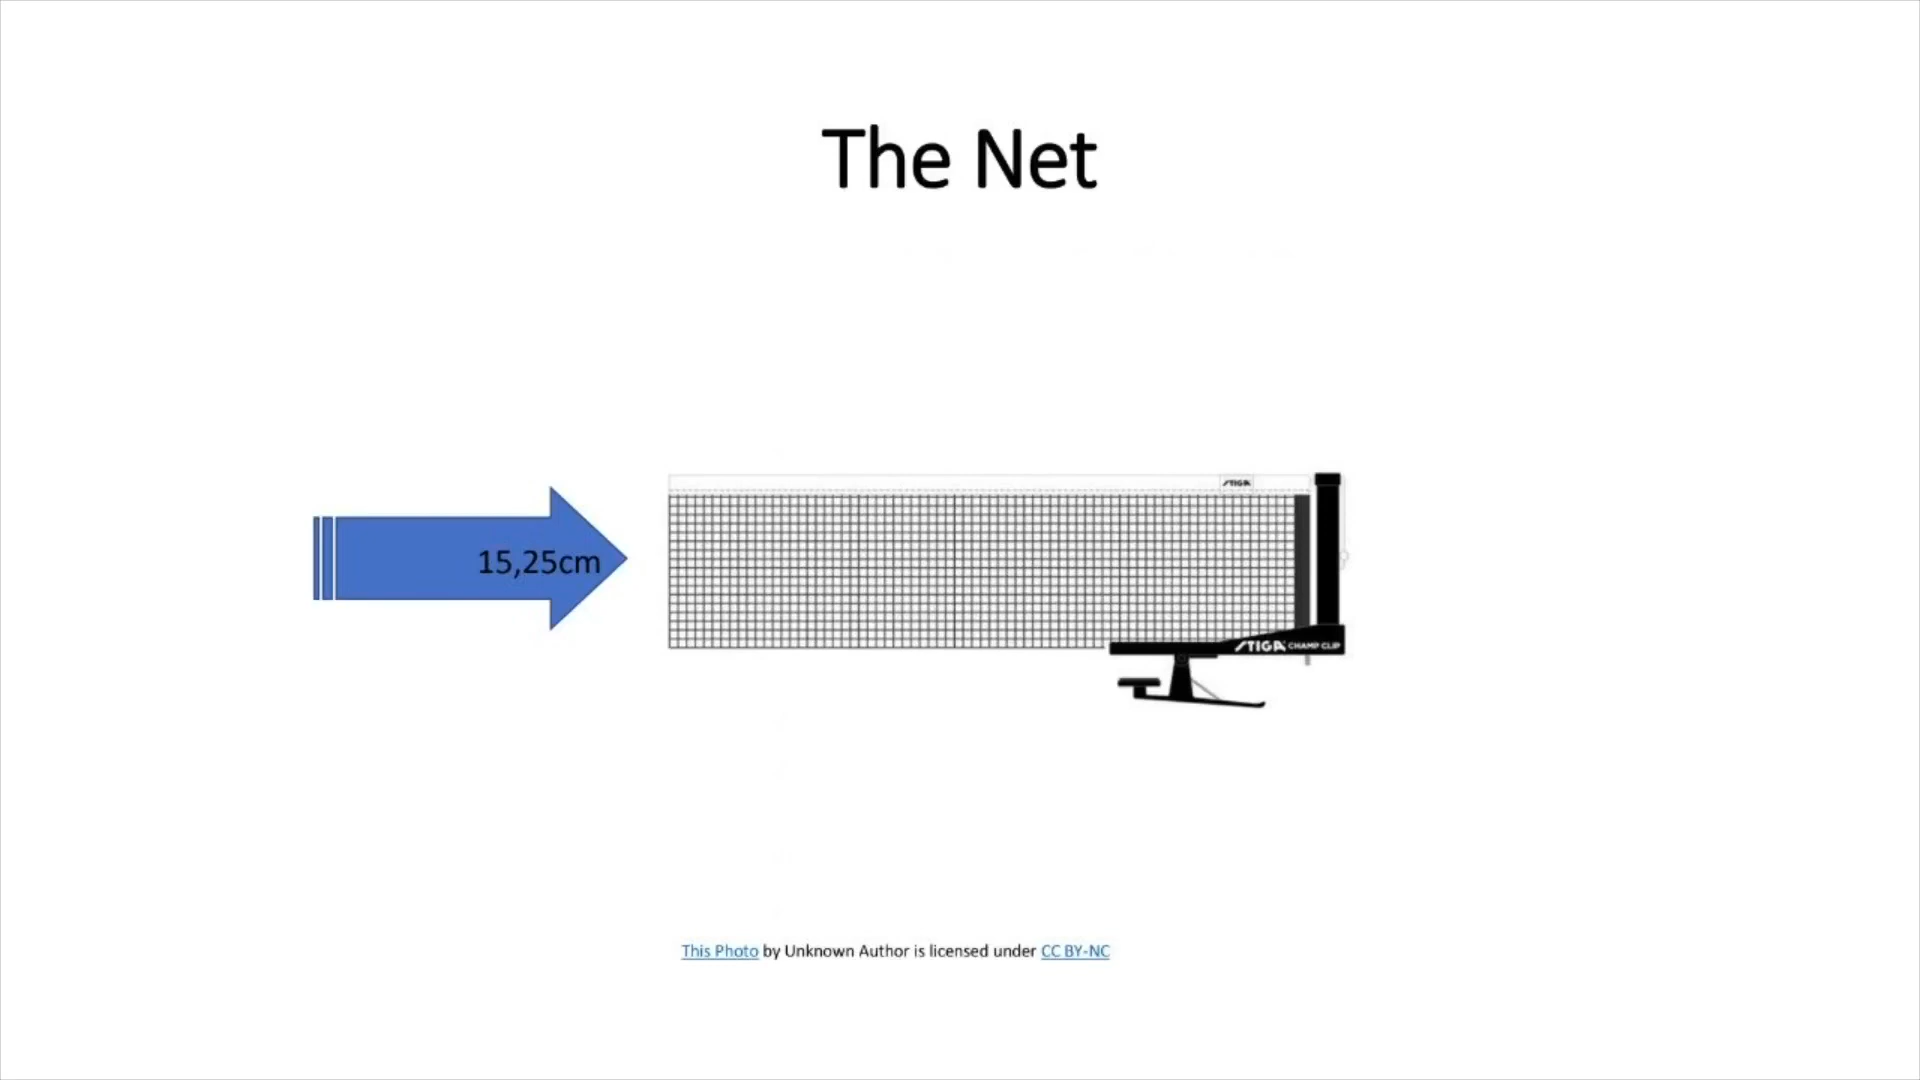 The Net
STIGA
15,25cm
STIGA CHAMP CLIP
This Photo by Unknown Author is licensed under CC BY-NC